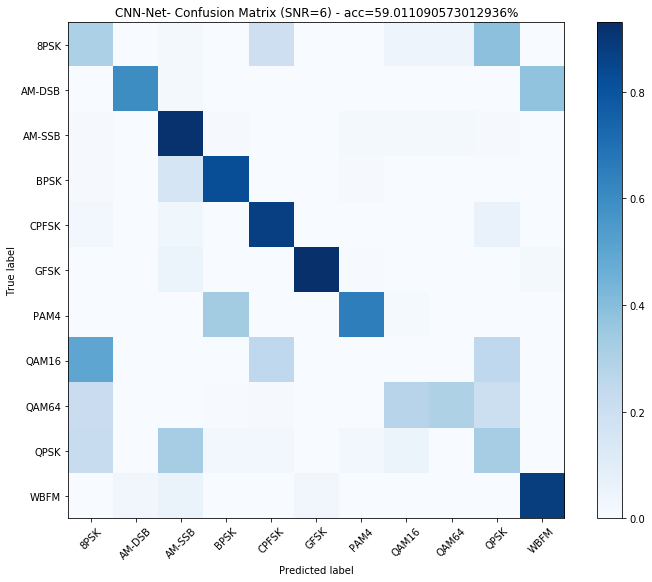 CNN-Net- Confusion Matrix (SNR=6) - acc=59.011090573012936%
True label
8PSK
AM-DSB
AM-SSB
BPSK
CPFSK
GFSK
PAM4
QAM16
QAM64
QPSK
WBFM
8PSK
AM-DSB
AM-SSB
BPSK
CPFSK
GFSK
PAM4
QAM16
QAM64
QPSK
WBFM
Predicted label
0.8
0.6
0.4
0.2
0.0